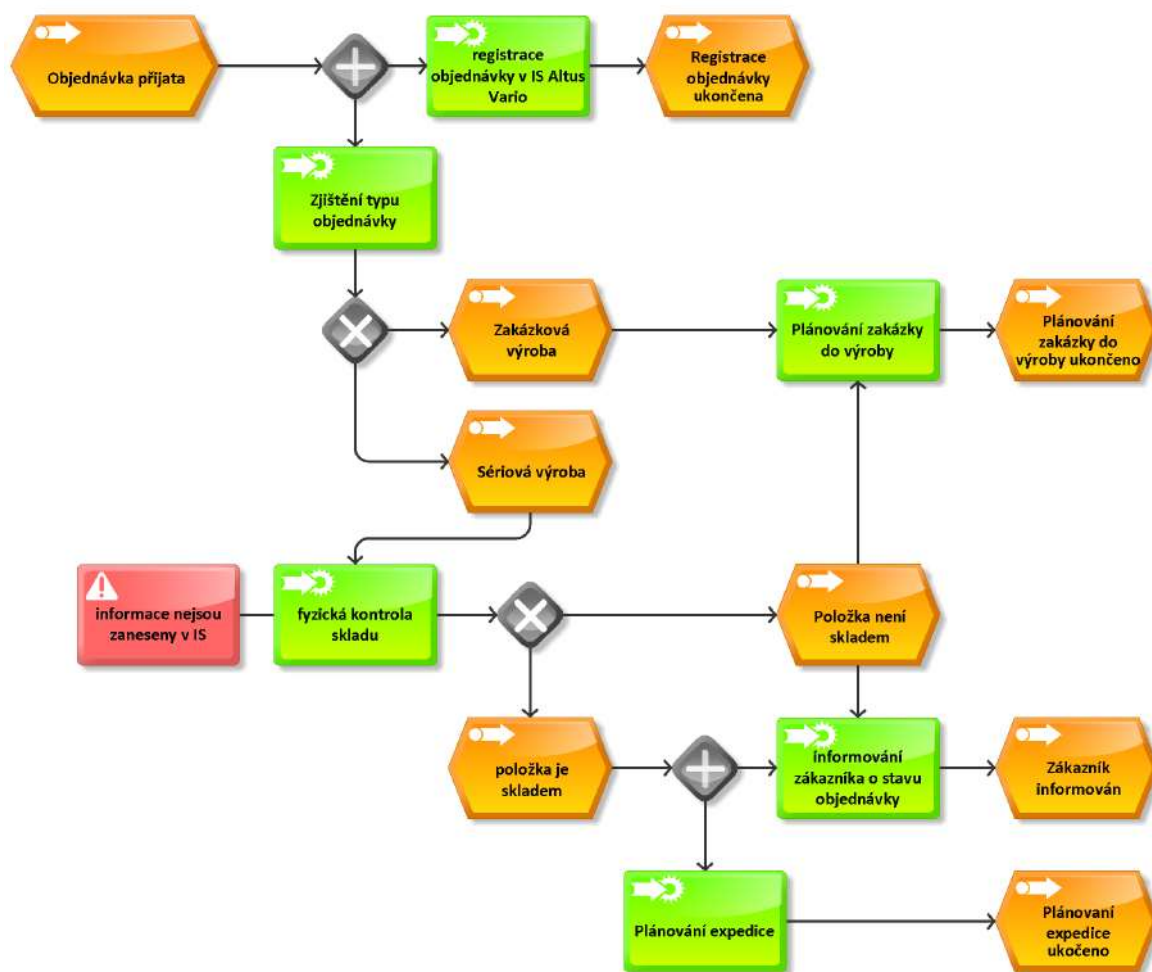 Objednávka přijata
registrace
objednávky v IS Altus
Vario
Registrace
objednávky
ukončena
Zjištění typu
objednávky
Zakázková
výroba
Plánování zakázky
do výroby
Plánování
zakázky do
výroby ukončeno
Sériová výroba
informace nejsou
zaneseny v IS
fyzická kontrola
skladu
Položka není
skladem
položka je
skladem
informování
zákazníka o stavu
objednávky
Zákazník
informován
Plánování expedice
Plánovaní
expedice
ukočeno